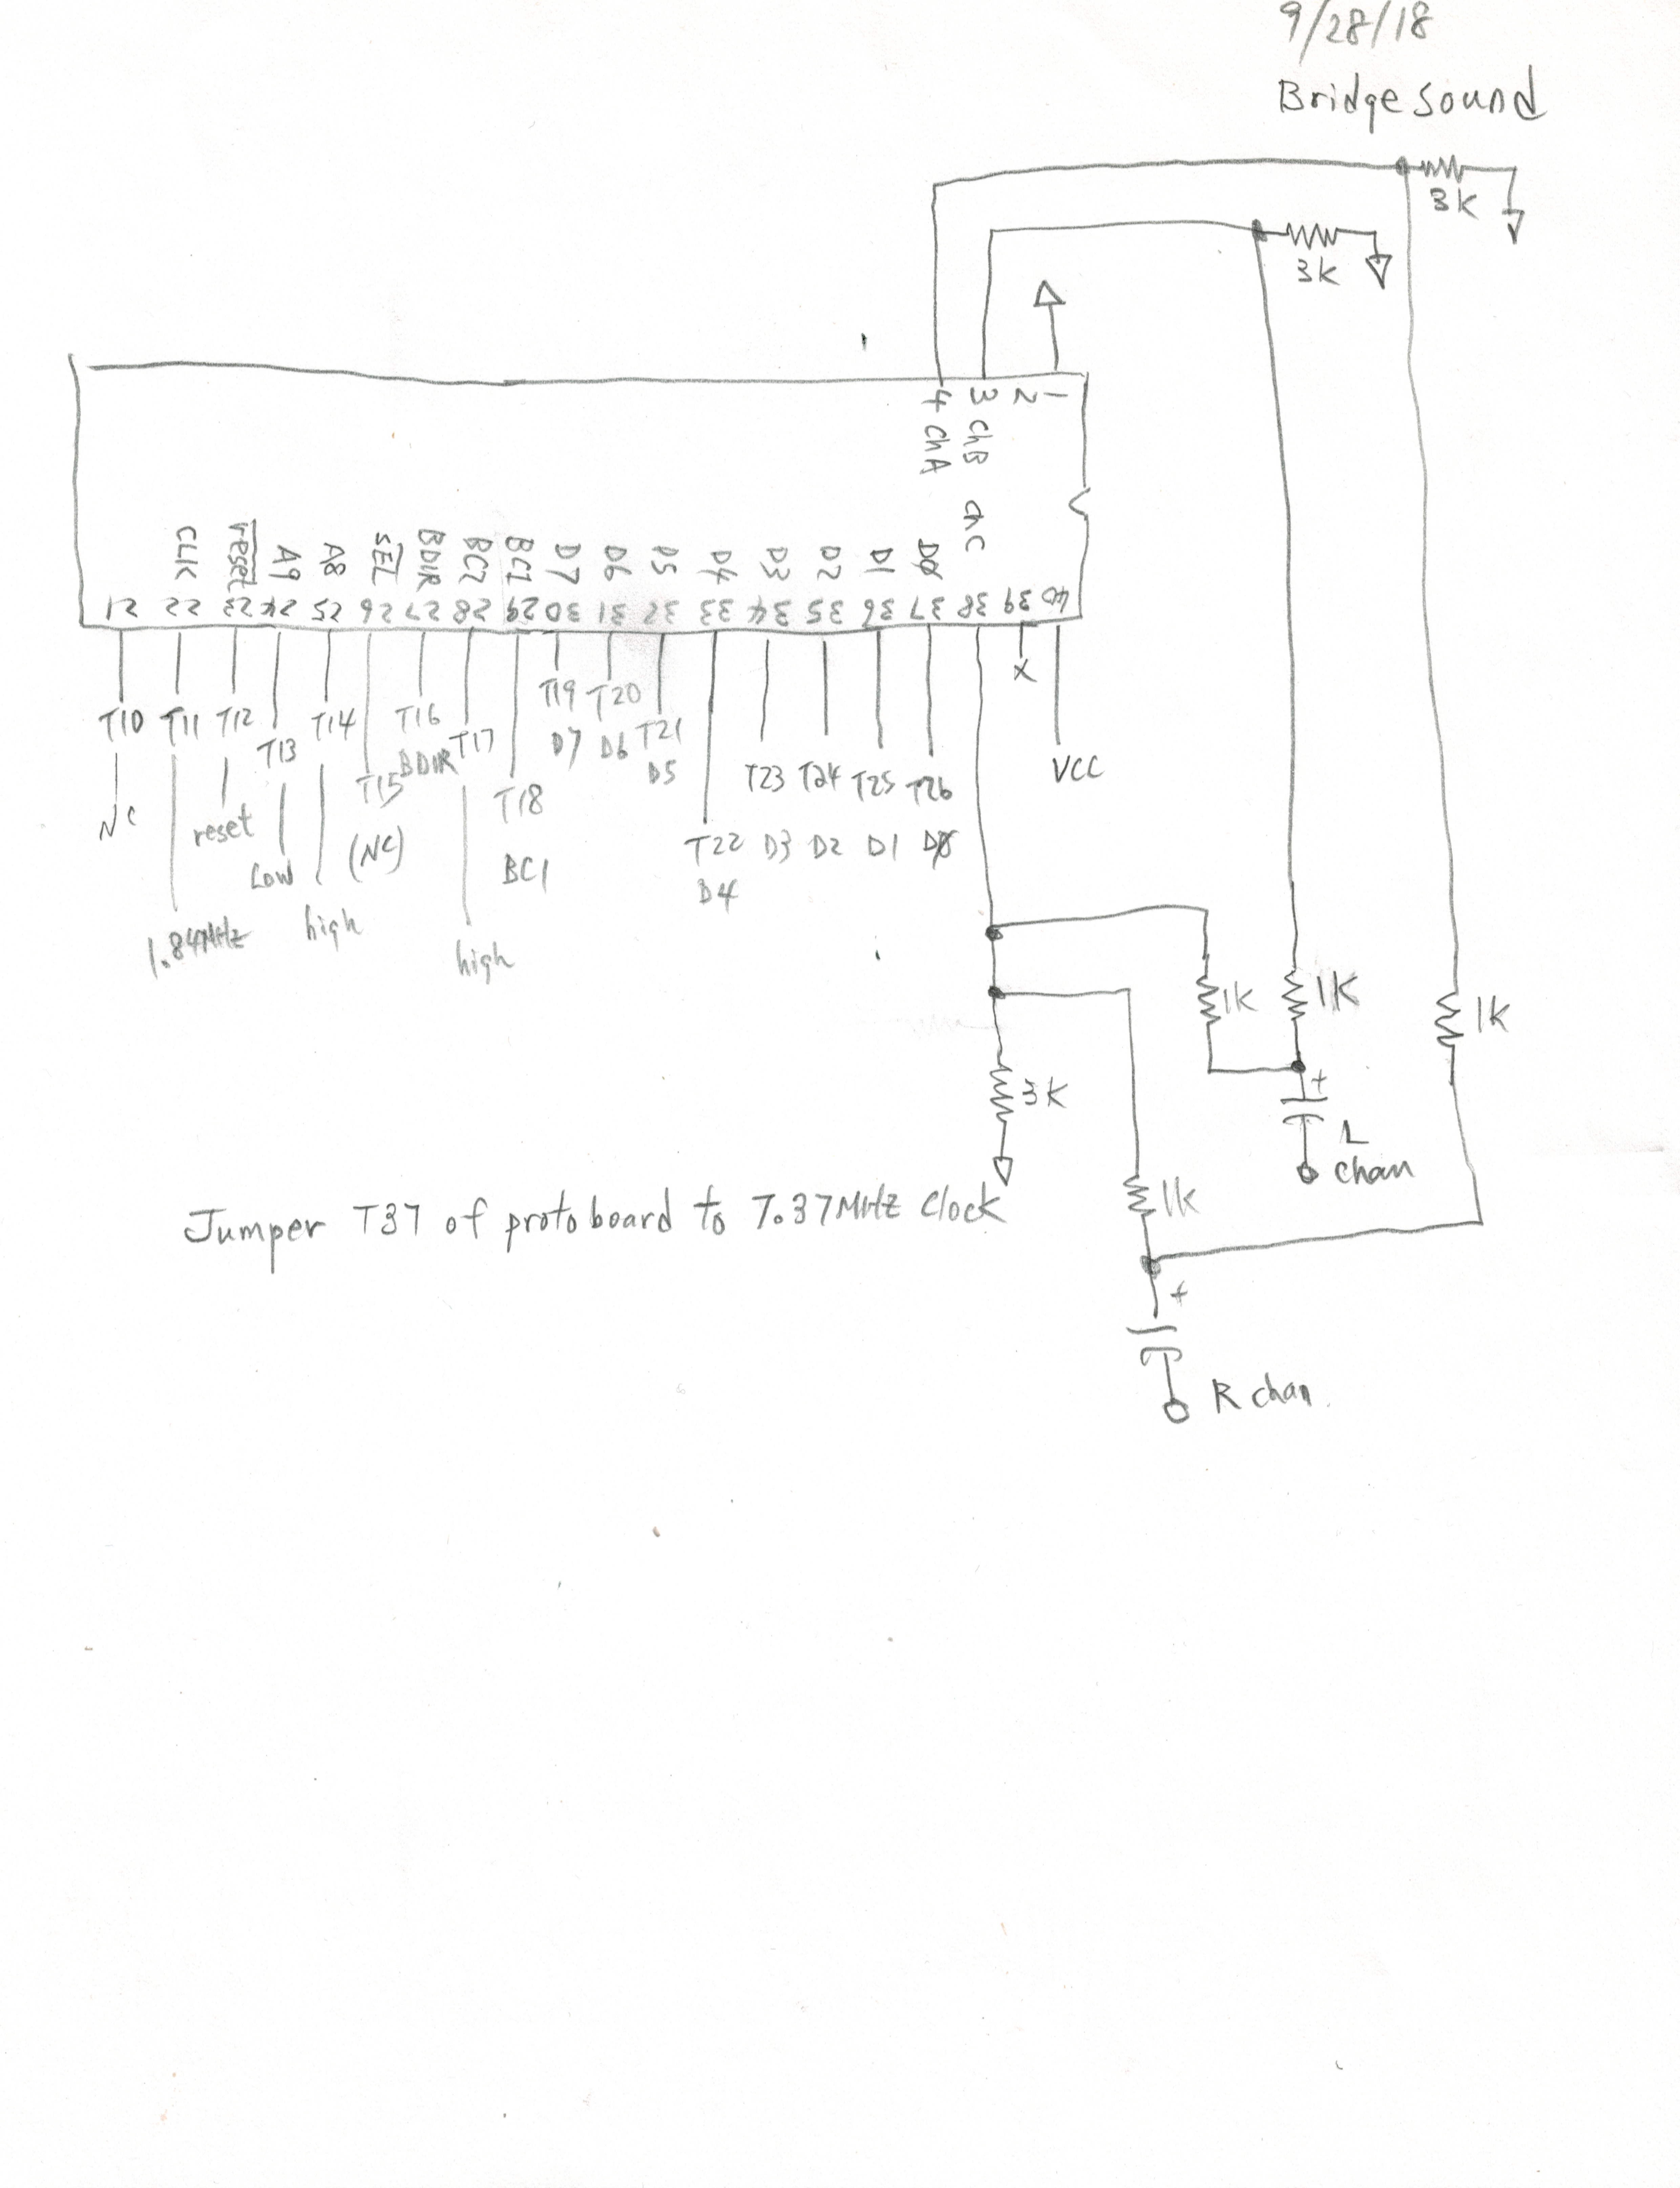 9/28/18
Bridge Sound
3K
3K
1
2
3 ChB
4 ChA
ChC
CLK
reset
A9
A8
SEL
BDIR
BC2
BC1
D7
D6
D5
D4
D3
D2
D1
DØ
21 22 23 24 25 26 27 28 29 30 31 32 33 34 35 36 37 38 39 40
x
T10 T11 T12 T13 T14 T15 T16 T17 T18 T19 T20 T21 T22 T23 T24 T25 T26
VCC
NC
1.84MHz
reset
Low
high
(NC)
BDIR
high
BC1
D7 D6 D5 D4 D3 D2 D1 DØ
1K
1K
1K
3K
+
L
chan
1K
Jumper T37 of protoboard to 7.37MHz clock
+
R chan.